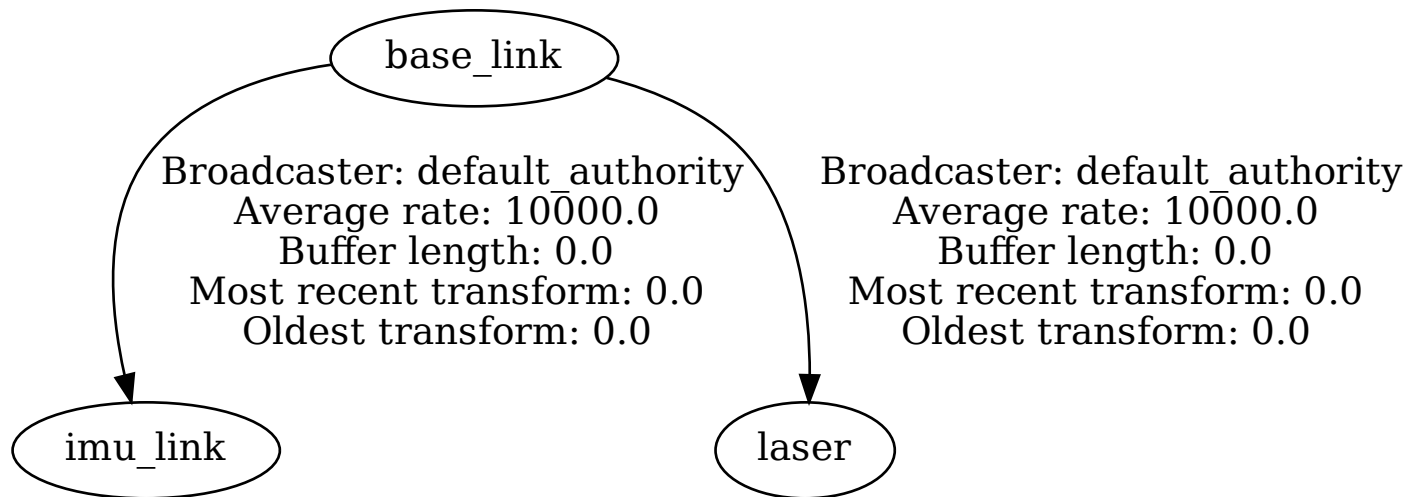 base_link
Broadcaster: default_authority
Average rate: 10000.0
Buffer length: 0.0
Most recent transform: 0.0
Oldest transform: 0.0
Broadcaster: default_authority
Average rate: 10000.0
Buffer length: 0.0
Most recent transform: 0.0
Oldest transform: 0.0
imu_link
laser